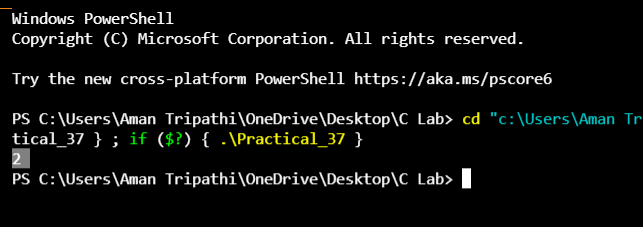 Windows PowerShell
Copyright (C) Microsoft Corporation. All rights reserved.
Try the new cross-platform PowerShell https://aka.ms/pscore6
PS C:\Users\Aman Tripathi\OneDrive\Desktop\C Lab> cd "c:\Users\Aman Tr
tical_37 } ; if ($?) { .\Practical_37 }
2
PS C:\Users\Aman Tripathi\OneDrive\Desktop\C Lab>